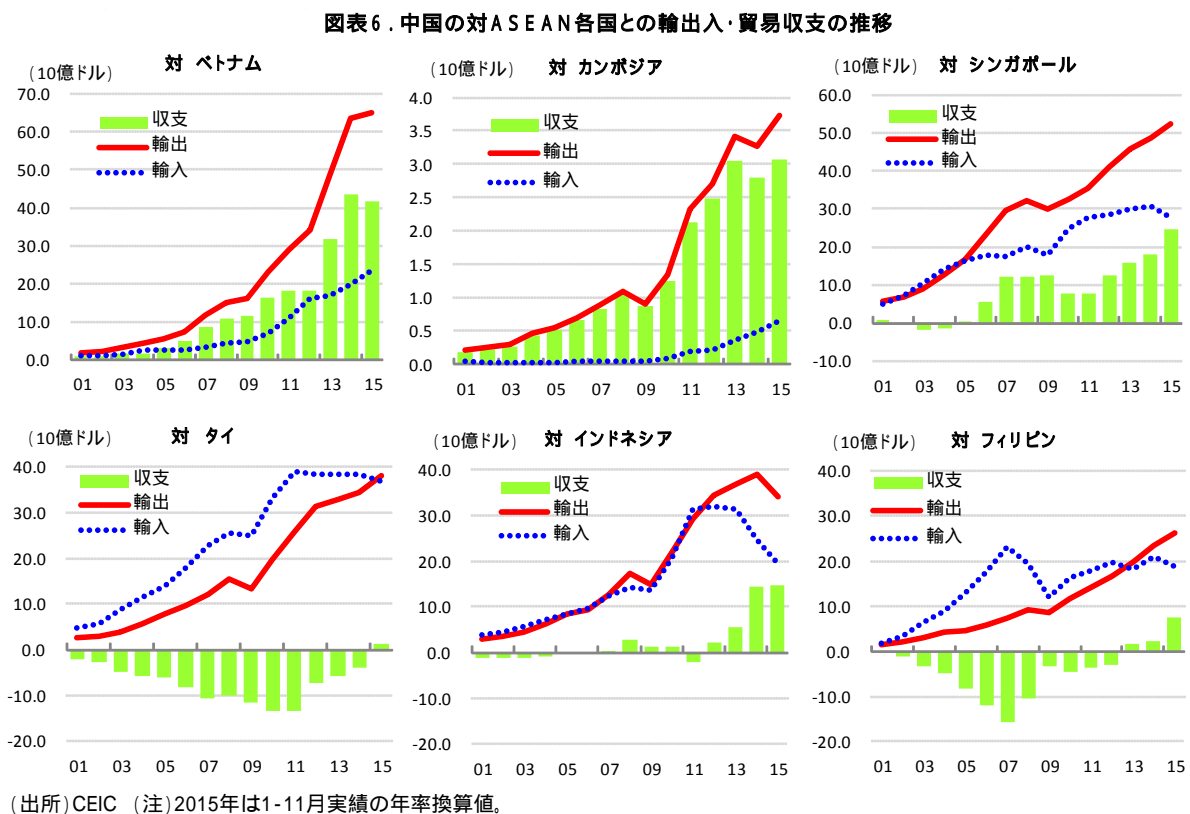 図表6.中国の対ASEAN各国との輸出入・貿易収支の推移
(10億ドル) 対 ベトナム
70.0
60.0
50.0
40.0
30.0
20.0
10.0
0.0
収支
輸出
輸入
01 03 05 07 09 11 13 15
(10億ドル) 対 カンボジア
4.0
3.5
3.0
2.5
2.0
1.5
1.0
0.5
0.0
収支
輸出
輸入
01 03 05 07 09 11 13 15
(10億ドル) 対 シンガポール
60.0
50.0
40.0
30.0
20.0
10.0
0.0
-10.0
収支
輸出
輸入
01 03 05 07 09 11 13 15
(10億ドル) 対 タイ
40.0
30.0
20.0
10.0
0.0
-10.0
-20.0
収支
輸出
輸入
01 03 05 07 09 11 13 15
(10億ドル) 対 インドネシア
40.0
30.0
20.0
10.0
0.0
-10.0
-20.0
収支
輸出
輸入
01 03 05 07 09 11 13 15
(10億ドル) 対 フィリピン
40.0
30.0
20.0
10.0
0.0
-10.0
-20.0
収支
輸出
輸入
01 03 05 07 09 11 13 15
(出所)CEIC (注)2015年は1-11月実績の年率換算値。